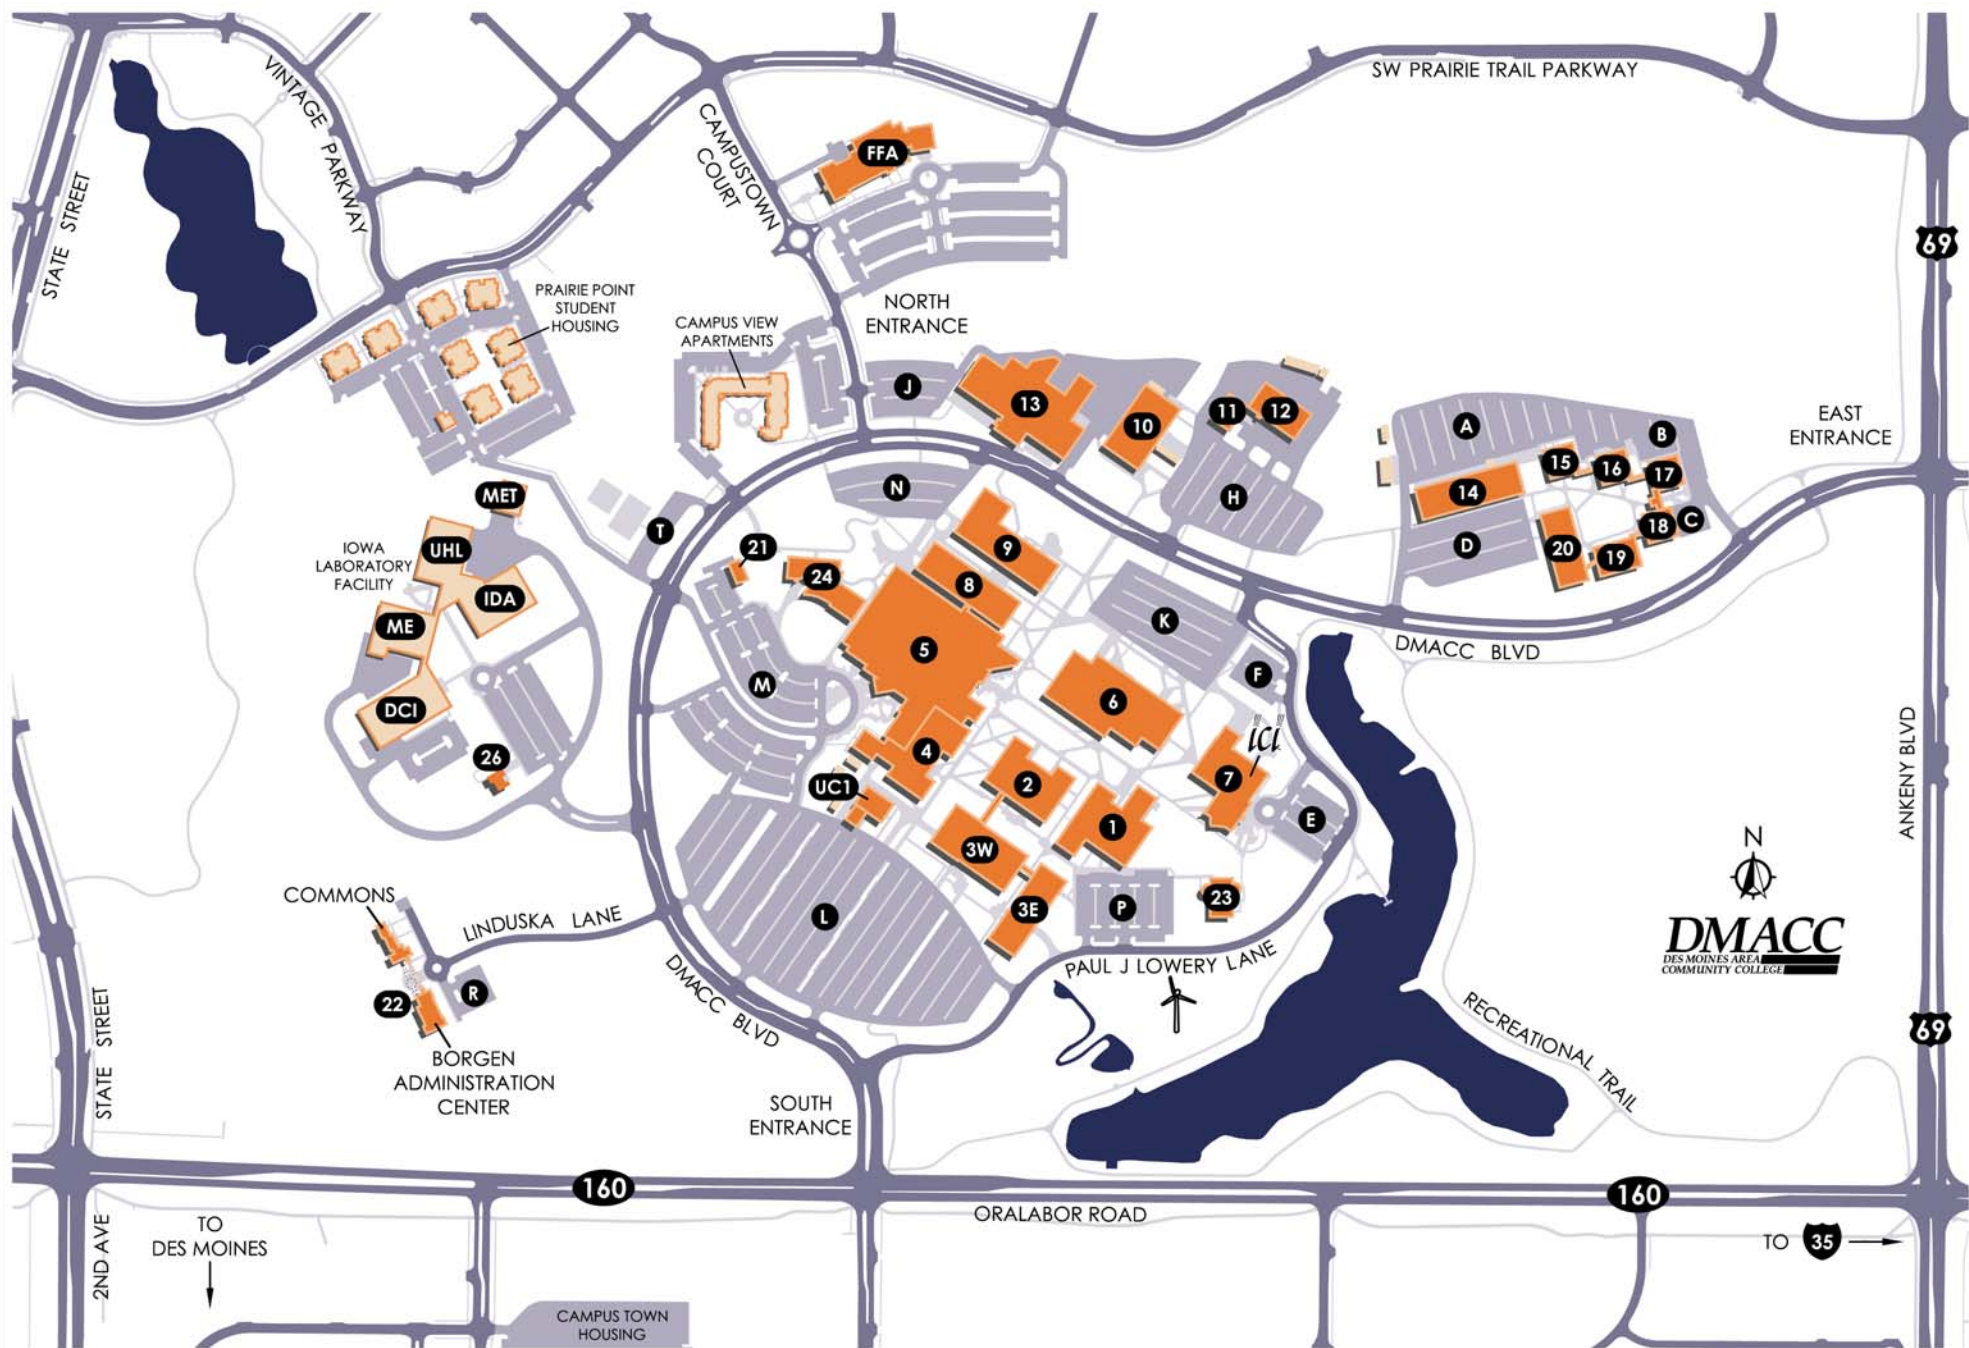 SW PRAIRIE TRAIL PARKWAY
VINTAGE PARKWAY
CAMPUSTOWN
COURT
FFA
STATE STREET
69
PRAIRIE POINT
STUDENT
HOUSING
NORTH
ENTRANCE
CAMPUS VIEW
APARTMENTS
J
13
10
11
12
A
B
EAST
ENTRANCE
15
16
17
14
MET
N
H
T
18
C
UHL
IOWA
LABORATORY
FACILITY
21
9
D
20
19
24
8
IDA
ME
K
5
DMACC BLVD
F
M
6
DCI
ICI
26
4
7
UC1
2
ANKENY BLVD
1
E
3W
N
COMMONS
23
3E
P
L
LINDUSKA LANE
DMACC
DES MOINES AREA
COMMUNITY COLLEGE
PAUL J LOWERY LANE
R
22
DMACC BLVD
STATE STREET
RECREATIONAL TRAIL
69
BORGEN
ADMINISTRATION
CENTER
SOUTH
ENTRANCE
160
160
ORALABOR ROAD
2ND AVE
TO
DES MOINES
TO 35
CAMPUS TOWN
HOUSING